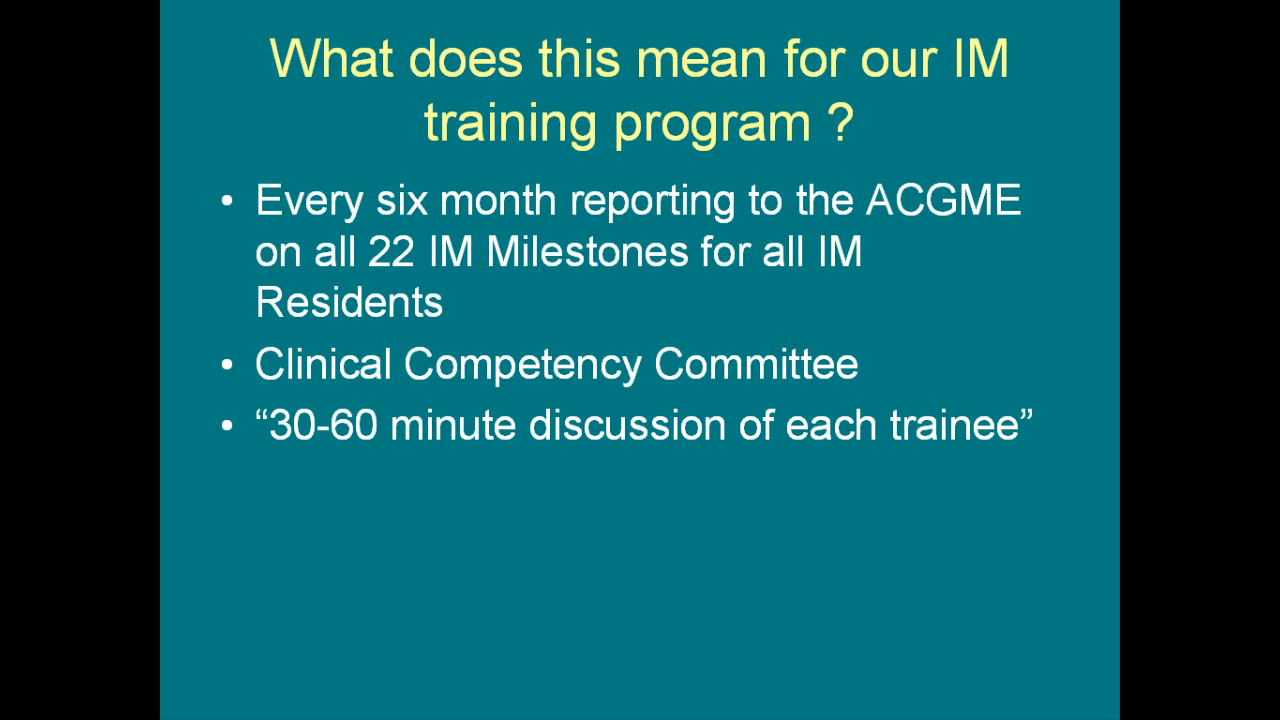 What does this mean for our IM
training program ?
• Every six month reporting to the ACGME
on all 22 IM Milestones for all IM
Residents
• Clinical Competency Committee
• “30-60 minute discussion of each trainee”